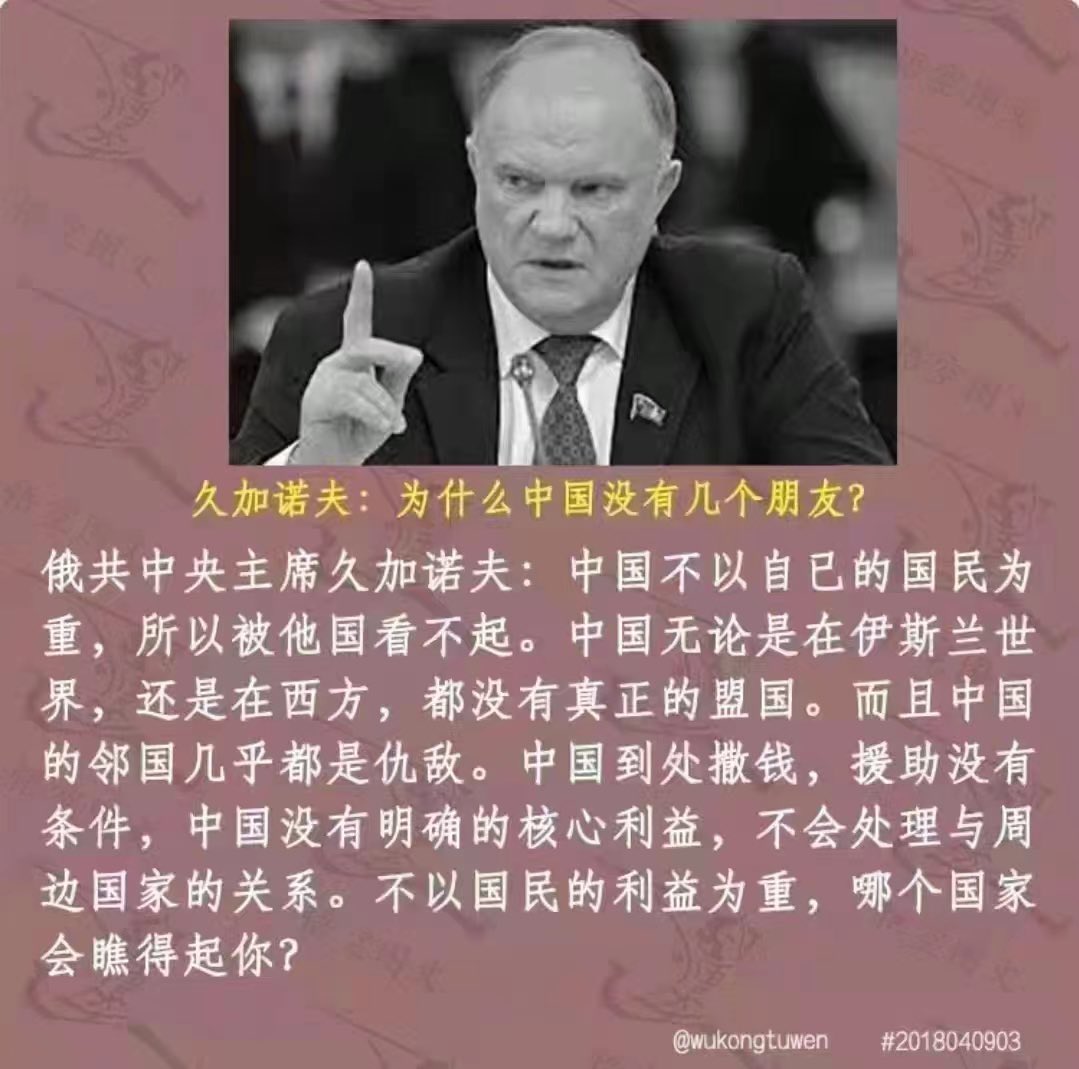 久加诺夫：为什么中国没有几个朋友？
俄共中央主席久加诺夫：中国不以自已的国民为
重，所以被他国看不起。中国无论是在伊斯兰世
界，还是在西方，都没有真正的盟国。而且中国
的邻国几乎都是仇敌。中国到处撒钱，援助没有
条件，中国没有明确的核心利益，不会处理与周
边国家的关系。不以国民的利益为重，哪个国家
会瞧得起你？
@wukongtuwen #2018040903